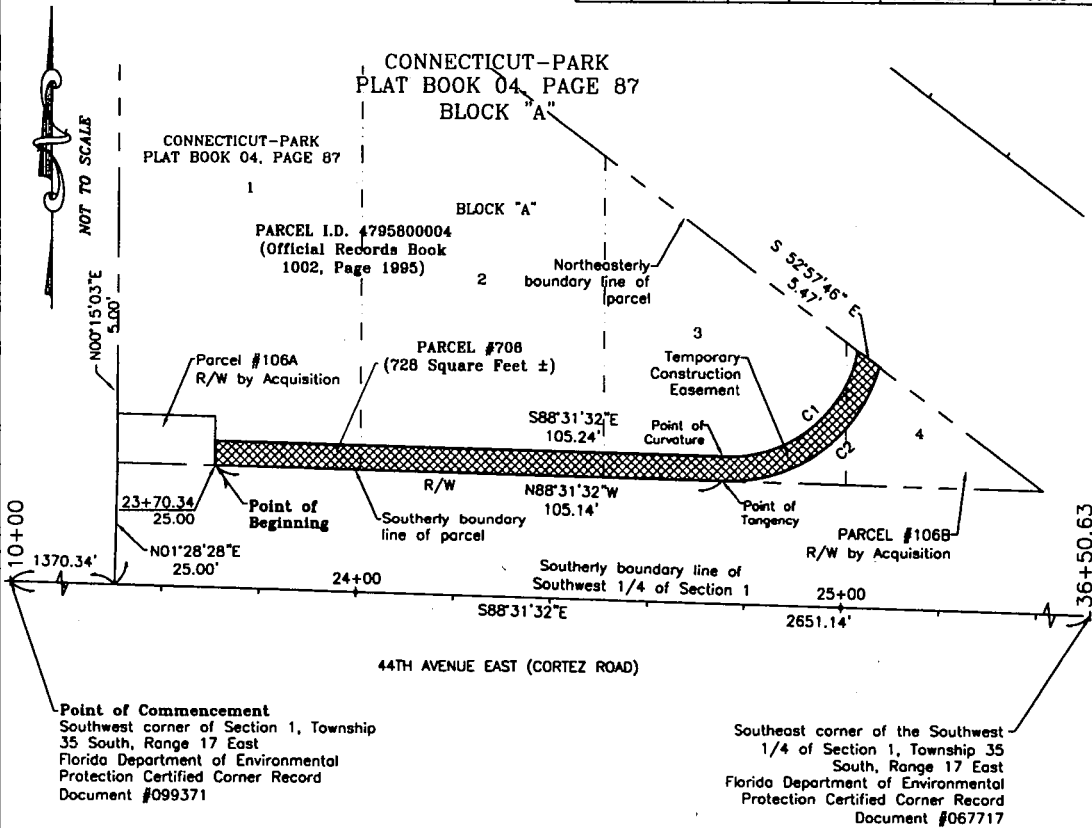 CONNECTICUT-PARK
PLAT BOOK 04, PAGE 87
BLOCK "A"
NOT TO SCALE
CONNECTICUT-PARK
PLAT BOOK 04, PAGE 87
1
BLOCK "A"
PARCEL I.D. 4795800004
(Official Records Book
1002, Page 1995)
2
Northeasterly
boundary line of
parcel
S 52°57'46" E
5.47'
N00°15'03"E
5.00'
3
Parcel #106A
R/W by Acquisition
PARCEL #706
(728 Square Feet ±)
Temporary
Construction
Easement
S88°31'32"E
105.24'
Point of
Curvature
C1
C2
4
R/W
N88°31'32"W
105.14'
23+70.34
25.00
Point of
Beginning
Southerly boundary
line of parcel
Point of
Tangency
PARCEL #106B
R/W by Acquisition
10+00
1370.34'
N01°28'28"E
25.00'
24+00
Southerly boundary line of
Southwest 1/4 of Section 1
25+00
36+50.63
S88°31'32"E
2651.14'
44TH AVENUE EAST (CORTEZ ROAD)
Point of Commencement
Southwest corner of Section 1, Township
35 South, Range 17 East
Florida Department of Environmental
Protection Certified Corner Record
Document #099371
Southeast corner of the Southwest
1/4 of Section 1, Township 35
South, Range 17 East
Florida Department of Environmental
Protection Certified Corner Record
Document #067717